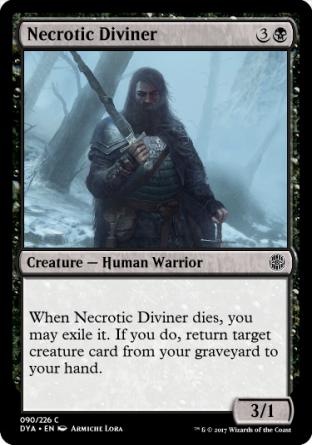 Necrotic Diviner 3
Creature — Human Warrior
When Necrotic Diviner dies, you
may exile it. If you do, return target
creature card from your graveyard to
your hand.
3/1
090/226 C
DYA • EN ARMICHE LORA
™ & © 2017 Wizards of the Coast